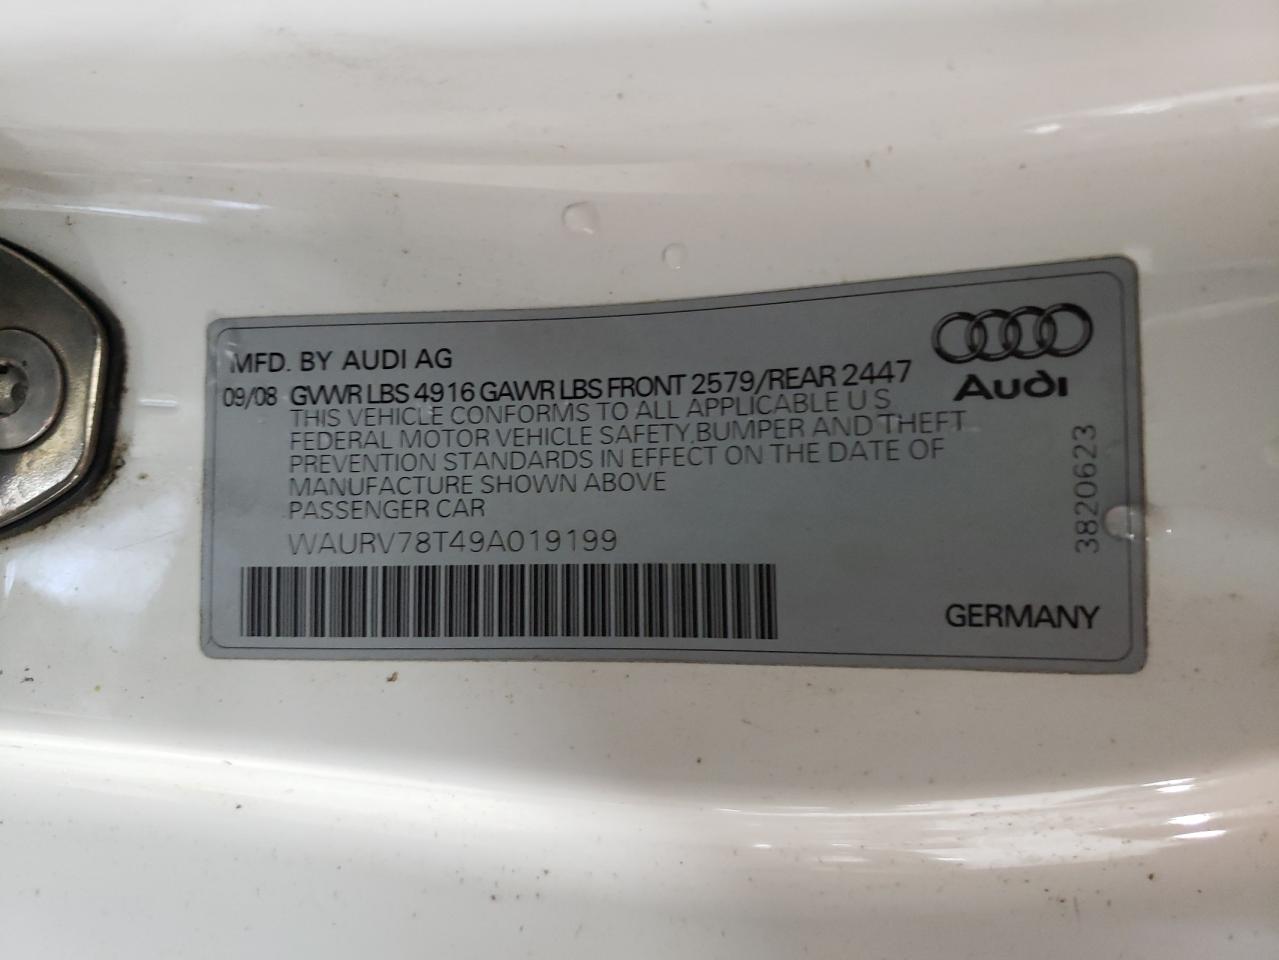 MFD. BY AUDI AG
09/08 GVWR LBS 4916 GAWR LBS FRONT 2579/REAR 2447
THIS VEHICLE CONFORMS TO ALL APPLICABLE U S
FEDERAL MOTOR VEHICLE SAFETY, BUMPER AND THEFT
PREVENTION STANDARDS IN EFFECT ON THE DATE OF
MANUFACTURE SHOWN ABOVE
PASSENGER CAR
WAURV78T49A019199
Audi
3820623
GERMANY